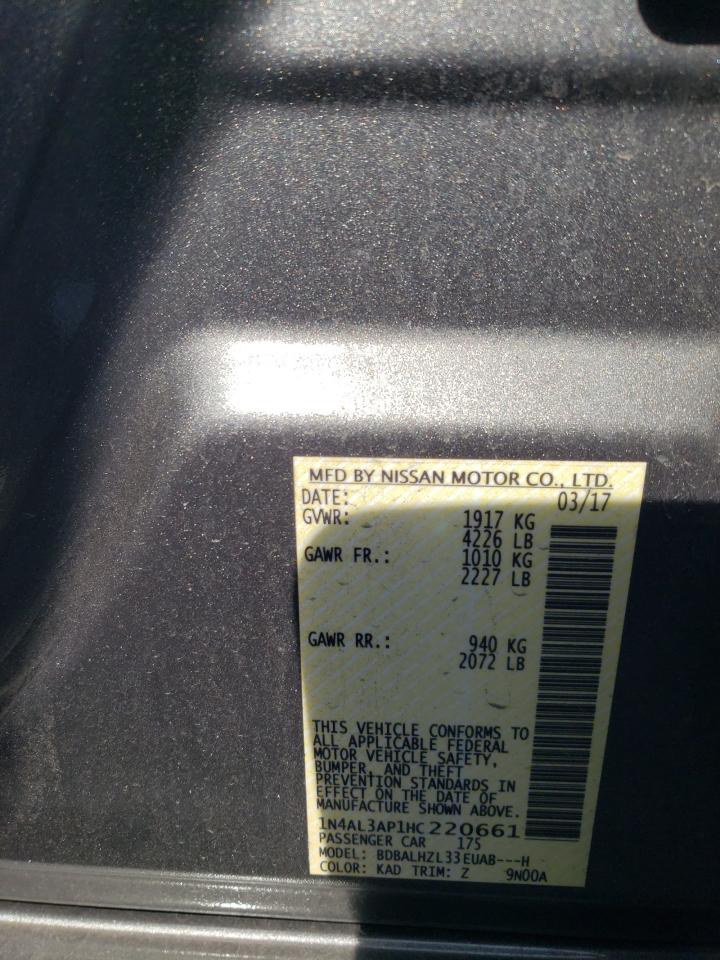 MFD BY NISSAN MOTOR CO., LTD.
DATE: 03/17
GVWR: 1917 KG
4226 LB
GAWR FR.: 1010 KG
2227 LB
GAWR RR.: 940 KG
2072 LB
THIS VEHICLE CONFORMS TO
ALL APPLICABLE FEDERAL
MOTOR VEHICLE SAFETY,
BUMPER, AND THEFT
PREVENTION STANDARDS IN
EFFECT ON THE DATE OF
MANUFACTURE SHOWN ABOVE.
1N4AL3AP1HC220661
PASSENGER CAR 175
MODEL: BDBALHZL33EUAB---H
COLOR: KAD TRIM: Z 9N00A